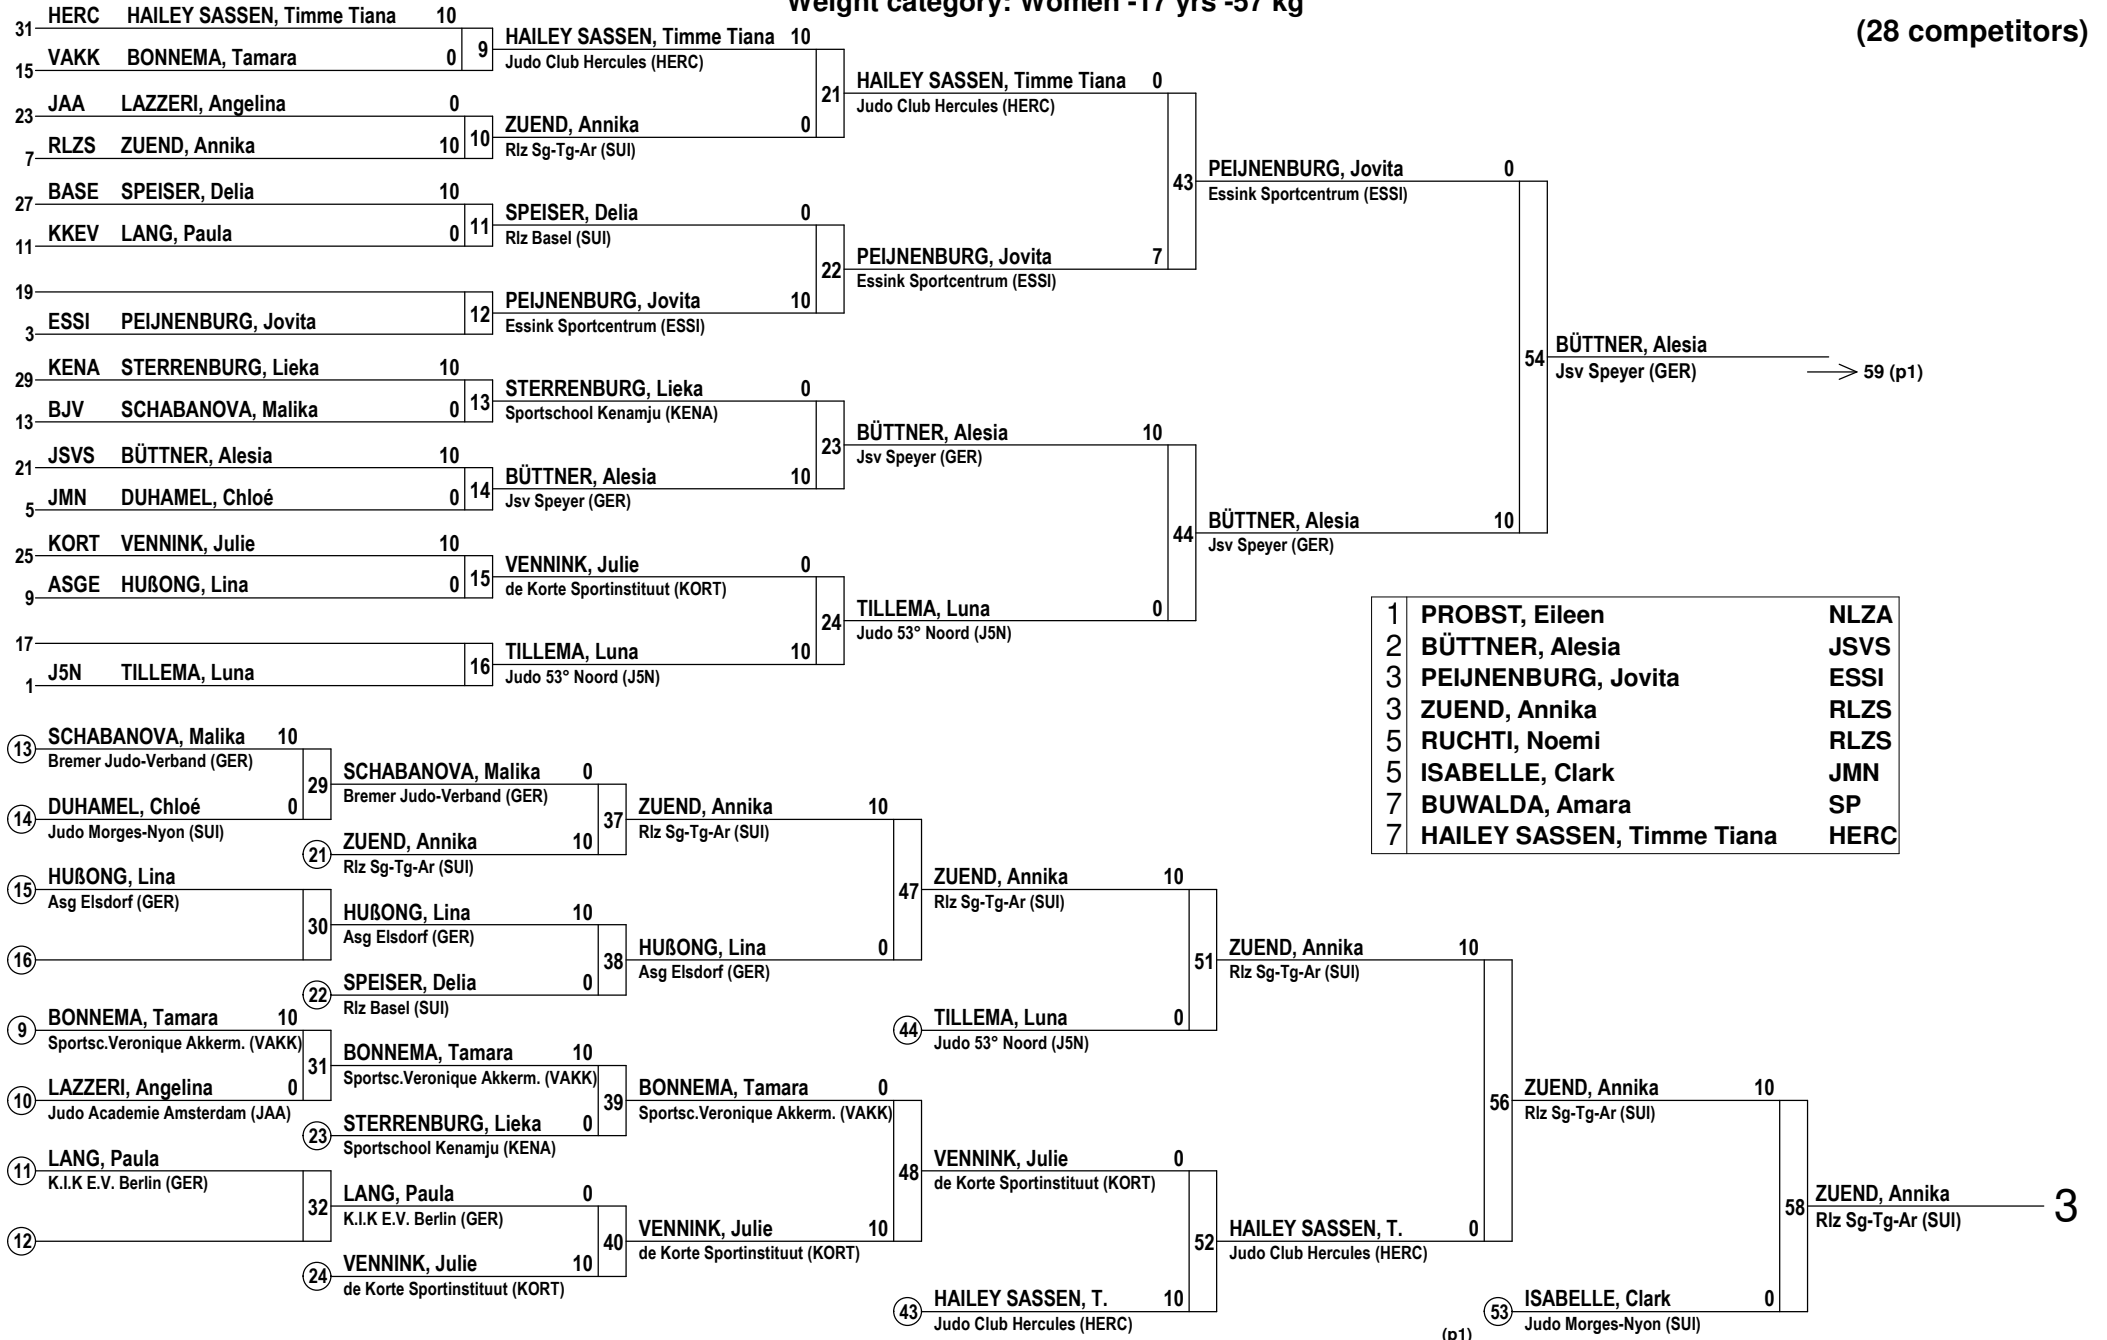 Weight category: Women -17 yrs -57 kg
(28 competitors)
31 HERC HAILEY SASSEN, Timme Tiana 10
15 VAKK BONNEMA, Tamara 0
9
HAILEY SASSEN, Timme Tiana 10
Judo Club Hercules (HERC)
23 JAA LAZZERI, Angelina 0
7 RLZS ZUEND, Annika 10
10
ZUEND, Annika 0
Rlz Sg-Tg-Ar (SUI)
21
HAILEY SASSEN, Timme Tiana 0
Judo Club Hercules (HERC)
27 BASE SPEISER, Delia 10
11 KKEV LANG, Paula 0
11
SPEISER, Delia 0
Rlz Basel (SUI)
19
3 ESSI PEIJNENBURG, Jovita
12
PEIJNENBURG, Jovita 10
Essink Sportcentrum (ESSI)
22
PEIJNENBURG, Jovita 7
Essink Sportcentrum (ESSI)
43
PEIJNENBURG, Jovita 0
Essink Sportcentrum (ESSI)
29 KENA STERRENBURG, Lieka 10
13 BJV SCHABANOVA, Malika 0
13
STERRENBURG, Lieka 0
Sportschool Kenamju (KENA)
21 JSVS BÜTTNER, Alesia 10
5 JMN DUHAMEL, Chloé 0
14
BÜTTNER, Alesia 10
Jsv Speyer (GER)
23
BÜTTNER, Alesia 10
Jsv Speyer (GER)
25 KORT VENNINK, Julie 10
9 ASGE HUßONG, Lina 0
15
VENNINK, Julie 0
de Korte Sportinstituut (KORT)
17
1 J5N TILLEMA, Luna
16
TILLEMA, Luna 10
Judo 53° Noord (J5N)
24
TILLEMA, Luna 0
Judo 53° Noord (J5N)
44
BÜTTNER, Alesia 10
Jsv Speyer (GER)
54
BÜTTNER, Alesia
Jsv Speyer (GER)
59 (p1)
1 PROBST, Eileen NLZA
2 BÜTTNER, Alesia JSVS
3 PEIJNENBURG, Jovita ESSI
3 ZUEND, Annika RLZS
5 RUCHTI, Noemi RLZS
5 ISABELLE, Clark JMN
7 BUWALDA, Amara SP
7 HAILEY SASSEN, Timme Tiana HERC
13 SCHABANOVA, Malika 10
Bremer Judo-Verband (GER)
14 DUHAMEL, Chloé 0
Judo Morges-Nyon (SUI)
29
SCHABANOVA, Malika 0
Bremer Judo-Verband (GER)
21 ZUEND, Annika 10
Rlz Sg-Tg-Ar (SUI)
37
ZUEND, Annika 10
Rlz Sg-Tg-Ar (SUI)
15 HUßONG, Lina
Asg Elsdorf (GER)
16
30
HUßONG, Lina 10
Asg Elsdorf (GER)
22 SPEISER, Delia 0
Rlz Basel (SUI)
38
HUßONG, Lina 0
Asg Elsdorf (GER)
47
ZUEND, Annika 10
Rlz Sg-Tg-Ar (SUI)
44 TILLEMA, Luna 0
Judo 53° Noord (J5N)
51
ZUEND, Annika 10
Rlz Sg-Tg-Ar (SUI)
9 BONNEMA, Tamara 10
Sportsc.Veronique Akkerm. (VAKK)
10 LAZZERI, Angelina 0
Judo Academie Amsterdam (JAA)
31
BONNEMA, Tamara 10
Sportsc.Veronique Akkerm. (VAKK)
23 STERRENBURG, Lieka 0
Sportschool Kenamju (KENA)
39
BONNEMA, Tamara 0
Sportsc.Veronique Akkerm. (VAKK)
11 LANG, Paula
K.I.K E.V. Berlin (GER)
12
32
LANG, Paula 0
K.I.K E.V. Berlin (GER)
24 VENNINK, Julie 10
de Korte Sportinstituut (KORT)
40
VENNINK, Julie 10
de Korte Sportinstituut (KORT)
48
VENNINK, Julie 0
de Korte Sportinstituut (KORT)
43 HAILEY SASSEN, T. 10
Judo Club Hercules (HERC)
52
HAILEY SASSEN, T. 0
Judo Club Hercules (HERC)
56
ZUEND, Annika 10
Rlz Sg-Tg-Ar (SUI)
53 ISABELLE, Clark 0
Judo Morges-Nyon (SUI)
(p1)
58
ZUEND, Annika
Rlz Sg-Tg-Ar (SUI)
3